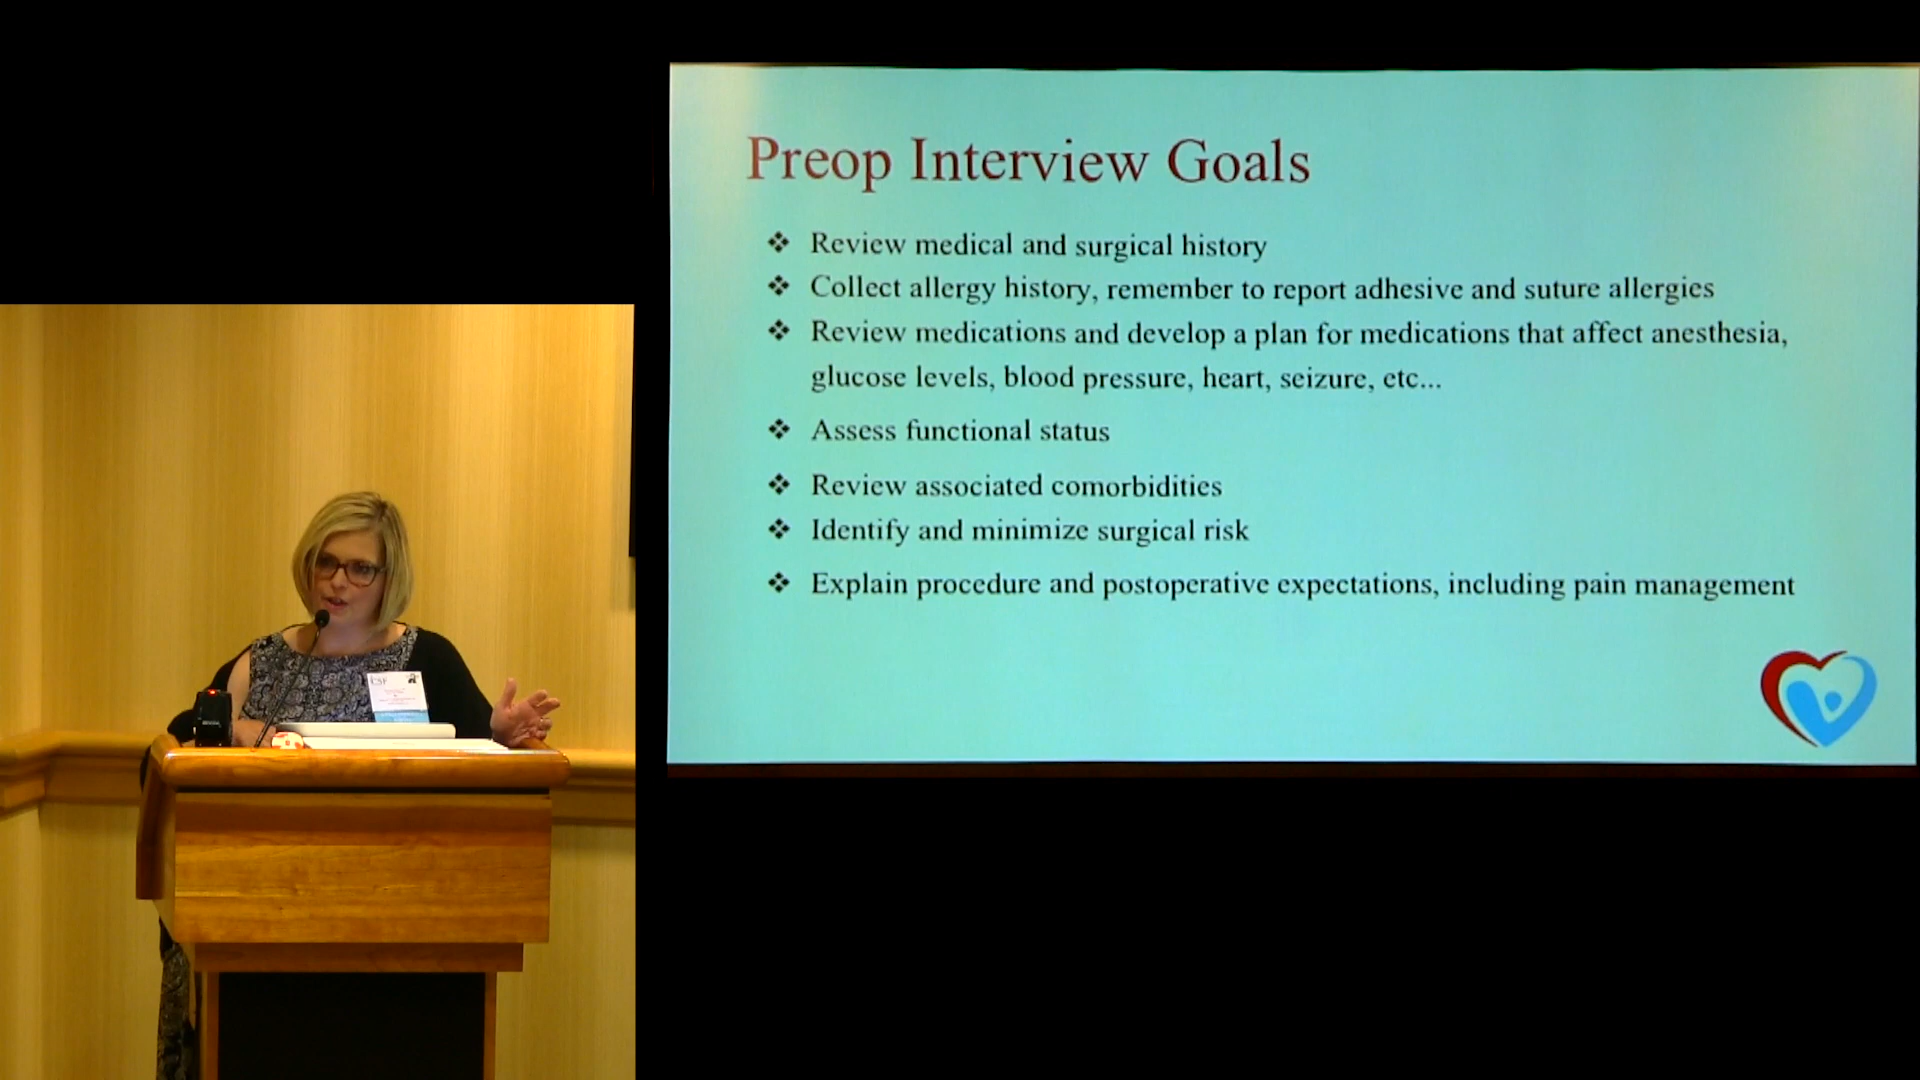 Preop Interview Goals
❖ Review medical and surgical history
❖ Collect allergy history, remember to report adhesive and suture allergies
❖ Review medications and develop a plan for medications that affect anesthesia,
glucose levels, blood pressure, heart, seizure, etc...
❖ Assess functional status
❖ Review associated comorbidities
❖ Identify and minimize surgical risk
❖ Explain procedure and postoperative expectations, including pain management
CSF